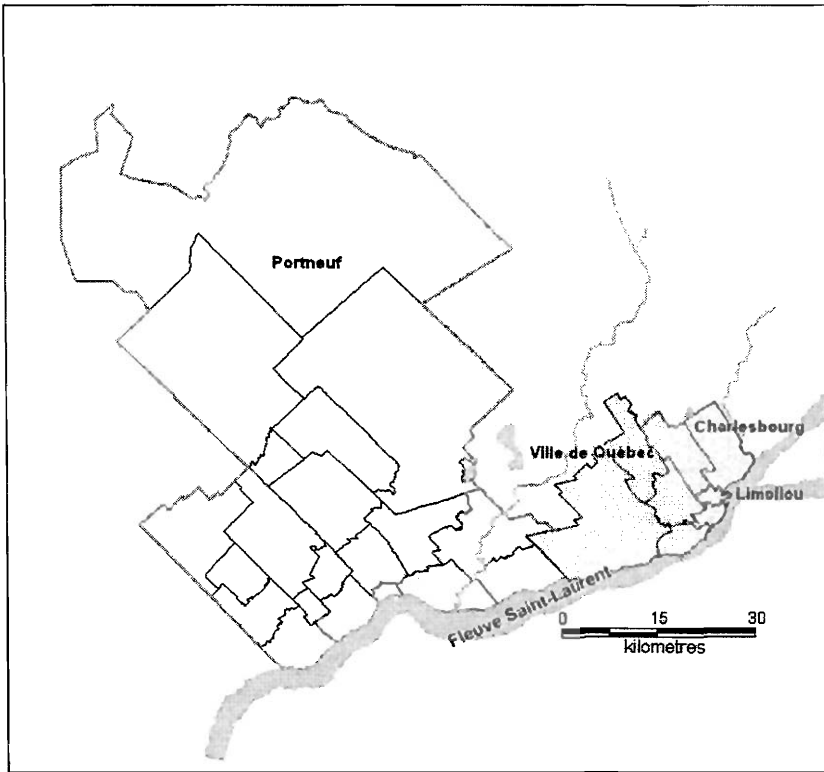 Portneuf
Charlesbourg
Ville de Québec
Limoilou
Fleuve Saint-Laurent
0 15 30
kilometres